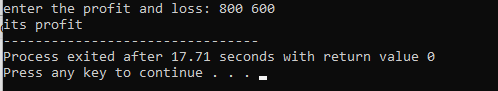 enter the profit and loss: 800 600
its profit
--------------------------------
Process exited after 17.71 seconds with return value 0
Press any key to continue . . .